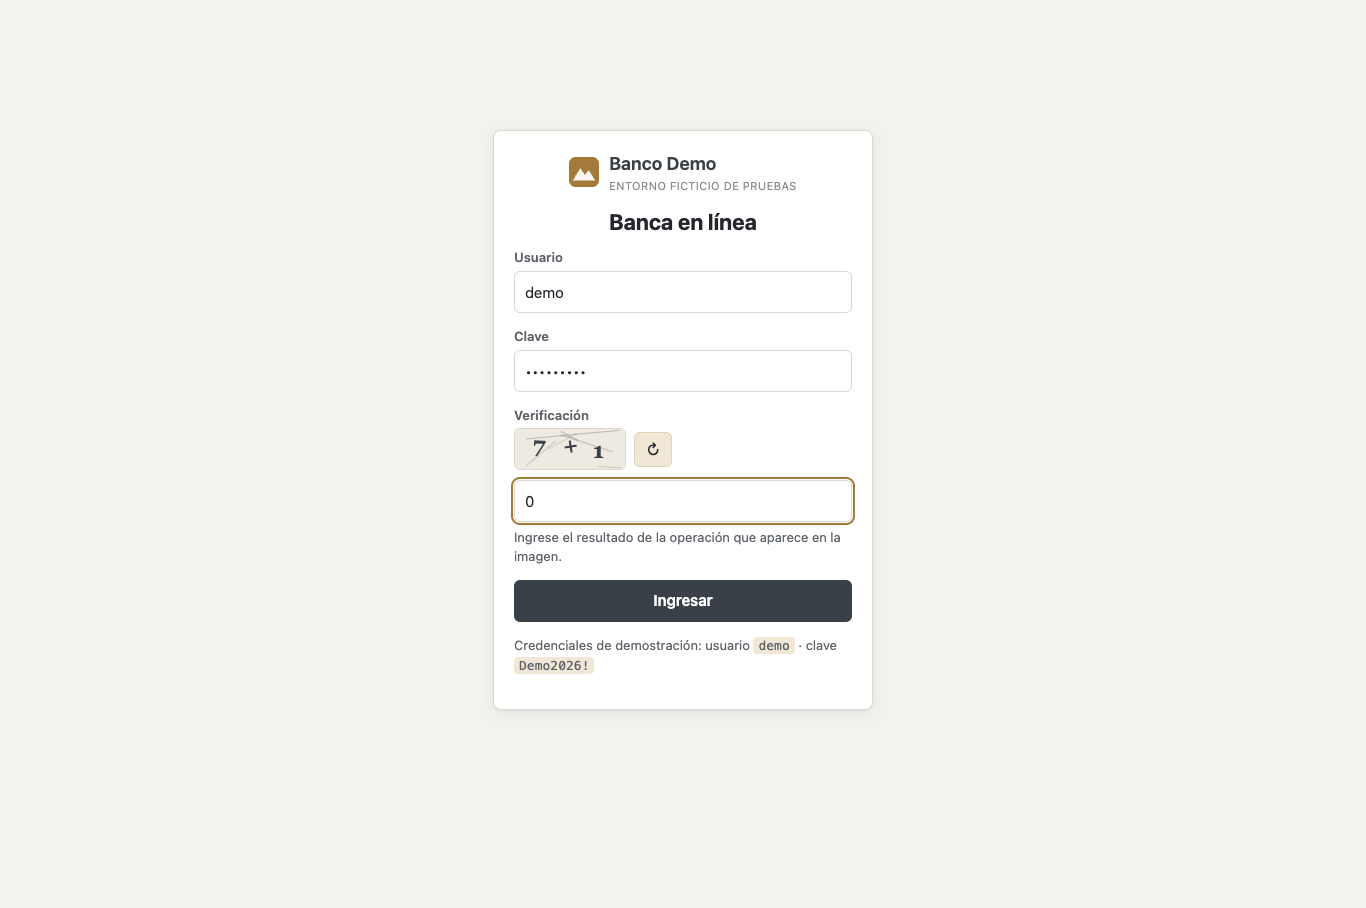 Banco Demo
ENTORNO FICTICIO DE PRUEBAS
Banca en línea
Usuario
demo
Clave
•••••••••
Verificación
7 + 1
↻
0
Ingrese el resultado de la operación que aparece en la
imagen.
Ingresar
Credenciales de demostración: usuario demo · clave
Demo2026!